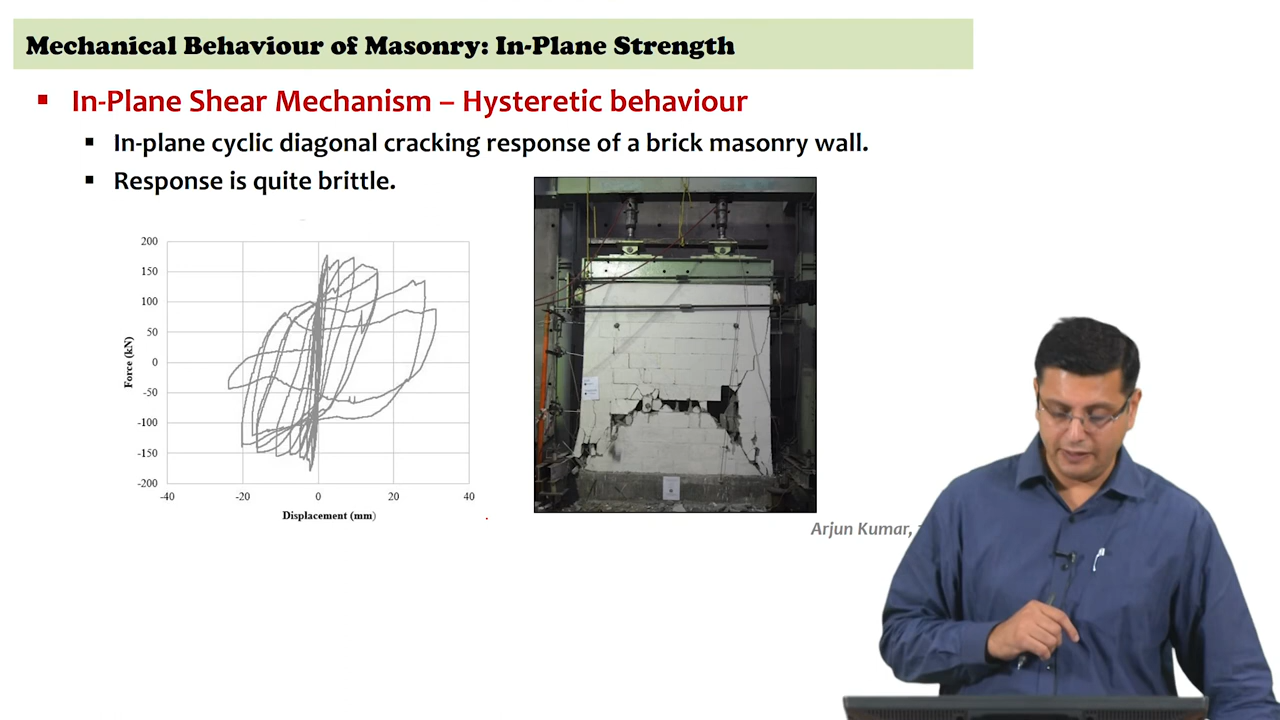 Mechanical Behaviour of Masonry: In-Plane Strength
▪ In-Plane Shear Mechanism – Hysteretic behaviour
▪ In-plane cyclic diagonal cracking response of a brick masonry wall.
▪ Response is quite brittle.
200
150
100
50
0
-50
-100
-150
-200
Force (kN)
-40 -20 0 20 40
Displacement (mm)
Arjun Kumar,